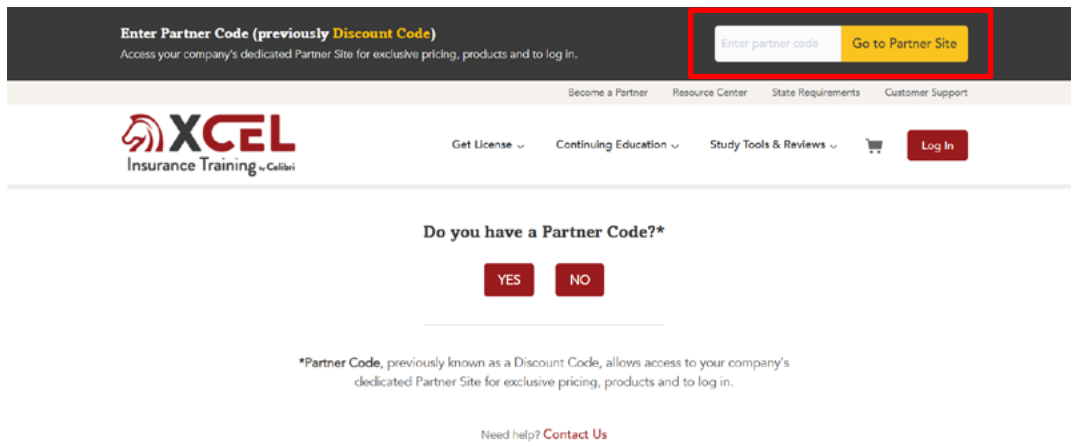 Enter Partner Code (previously Discount Code)
Access your company's dedicated Partner Site for exclusive pricing, products and to log in.
Enter partner code
Go to Partner Site
Become a Partner Resource Center State Requirements Customer Support
XCEL
Insurance Training by Colibri
Get License Continuing Education Study Tools & Reviews Log In
Do you have a Partner Code?*
YES NO
*Partner Code, previously known as a Discount Code, allows access to your company's
dedicated Partner Site for exclusive pricing, products and to log in.
Need help? Contact Us